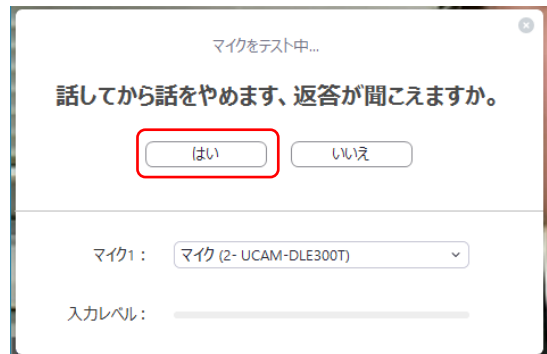 マイクをテスト中...
話してから話をやめます、返答が聞こえますか。
はい
いいえ
マイク1： マイク (2- UCAM-DLE300T)
入力レベル：